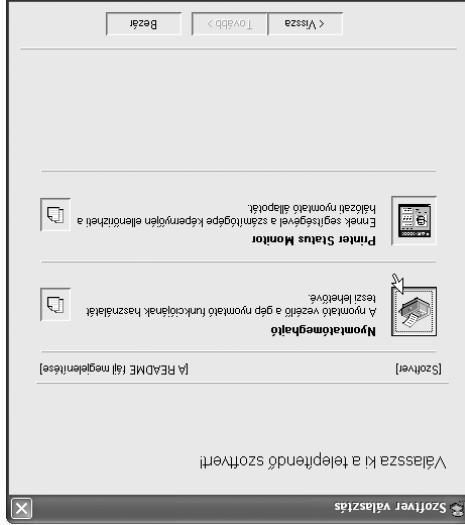 Szoftver választás
Válassza ki a telepítendő szoftvert!
[Szoftver] [A README fájl megjelenítése]
Nyomtatómeghajtó
A nyomtató vezérlő a gép nyomtató funkciójának használatát
teszi lehetővé.
Printer Status Monitor
Ennek segítségével a számítógépe képernyőjén ellenőrizheti a
hálózati nyomtató állapotát.
< Vissza Tovább > Bezár